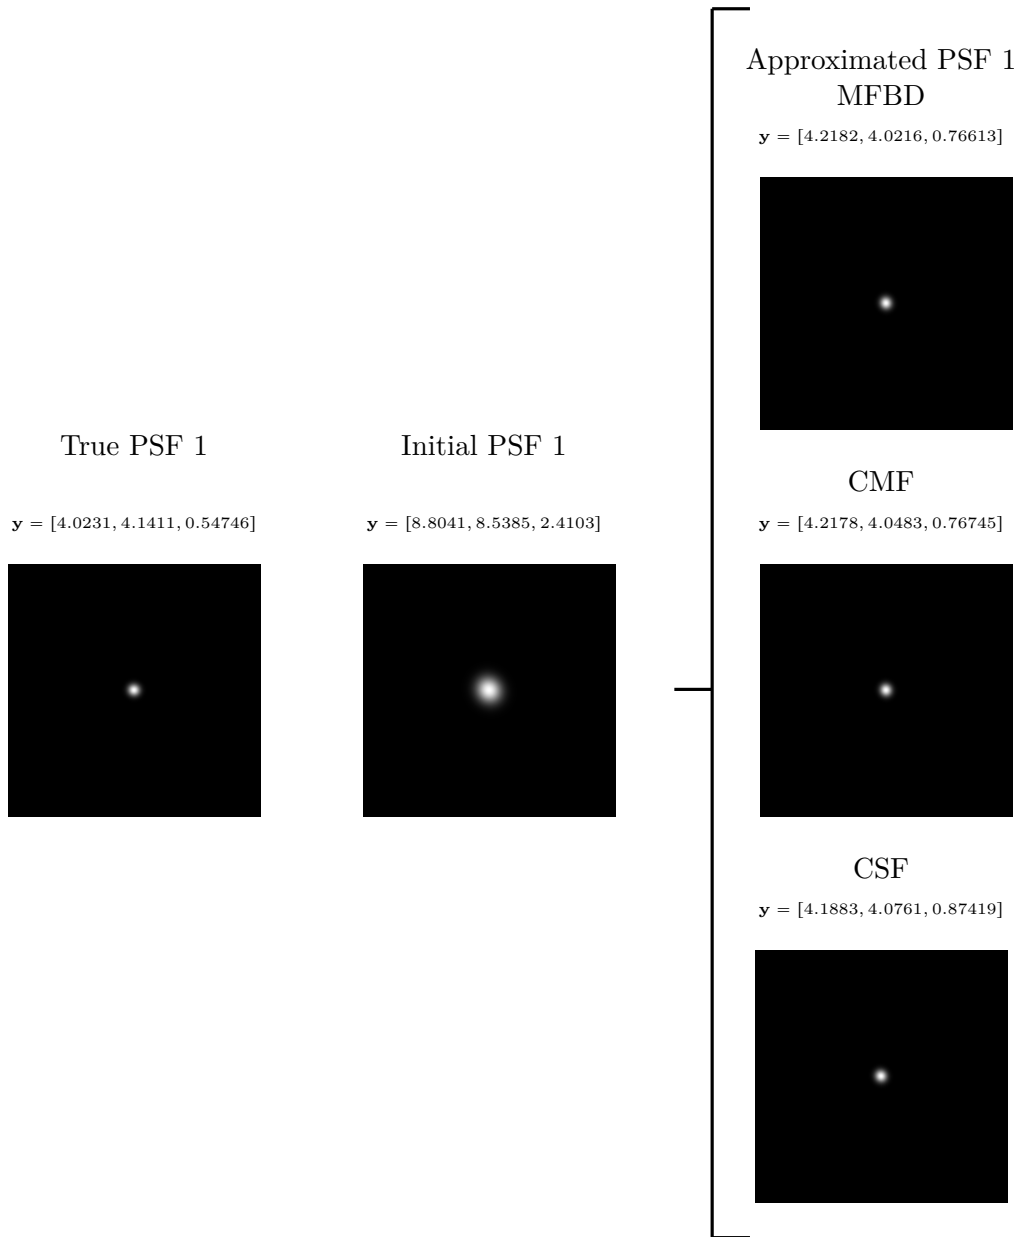 True PSF 1
y = [4.0231, 4.1411, 0.54746]
Initial PSF 1
y = [8.8041, 8.5385, 2.4103]
Approximated PSF 1
MFBD
y = [4.2182, 4.0216, 0.76613]
CMF
y = [4.2178, 4.0483, 0.76745]
CSF
y = [4.1883, 4.0761, 0.87419]